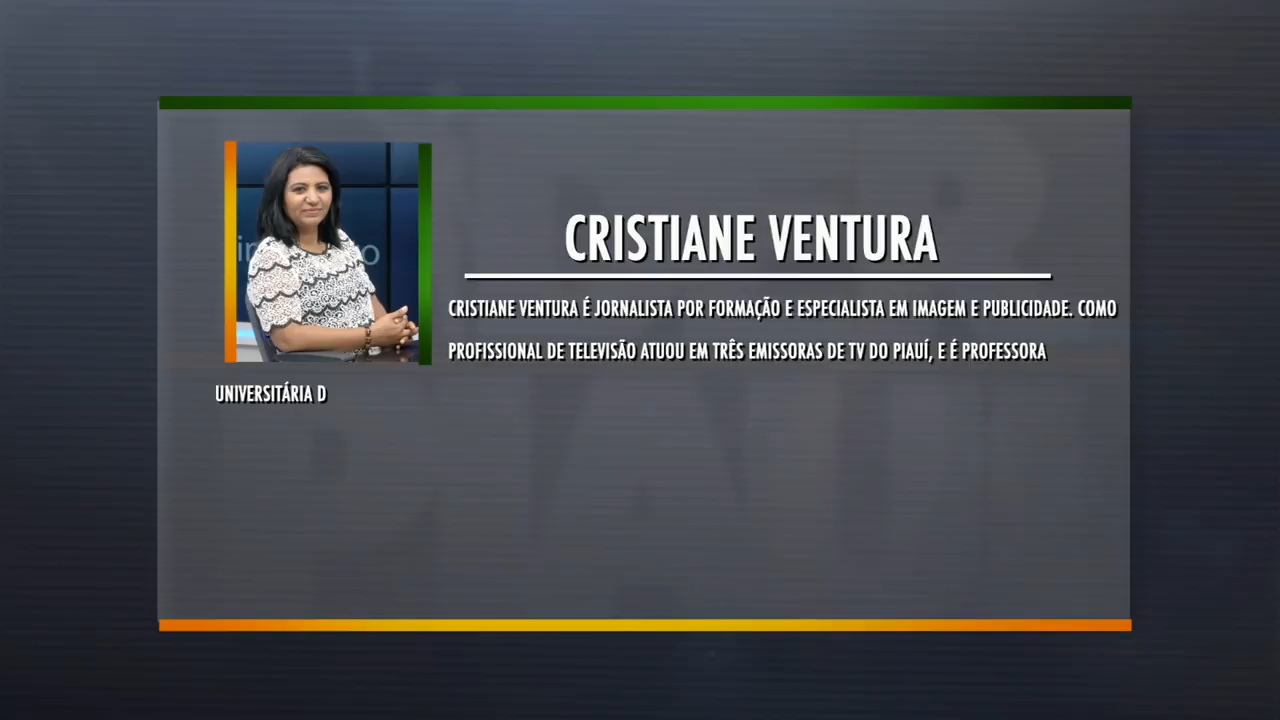 CRISTIANE VENTURA
CRISTIANE VENTURA É JORNALISTA POR FORMAÇÃO E ESPECIALISTA EM IMAGEM E PUBLICIDADE. COMO
PROFISSIONAL DE TELEVISÃO ATUOU EM TRÊS EMISSORAS DE TV DO PIAUÍ, E É PROFESSORA
UNIVERSITÁRIA D